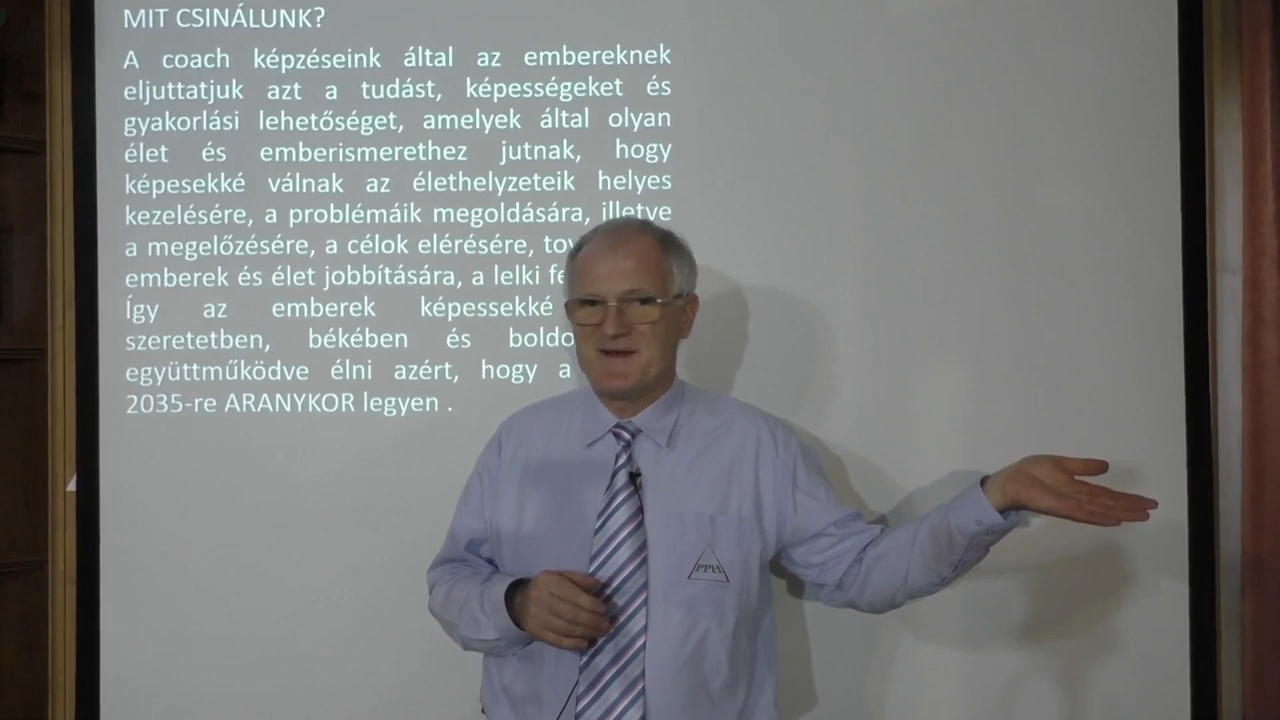 MIT CSINÁLUNK?
A coach képzéseink által az embereknek
eljuttatjuk azt a tudást, képességeket és
gyakorlási lehetőséget, amelyek által olyan
élet és emberismerethez jutnak, hogy
képesekké válnak az élethelyzeteik helyes
kezelésére, a problémáik megoldására, illetve
a megelőzésére, a célok elérésére,
emberek és élet jobbítására, a lelki
Így az emberek képessekké
szeretetben, békében és
együttműködve élni azért, hogy a
2035-re ARANYKOR legyen .